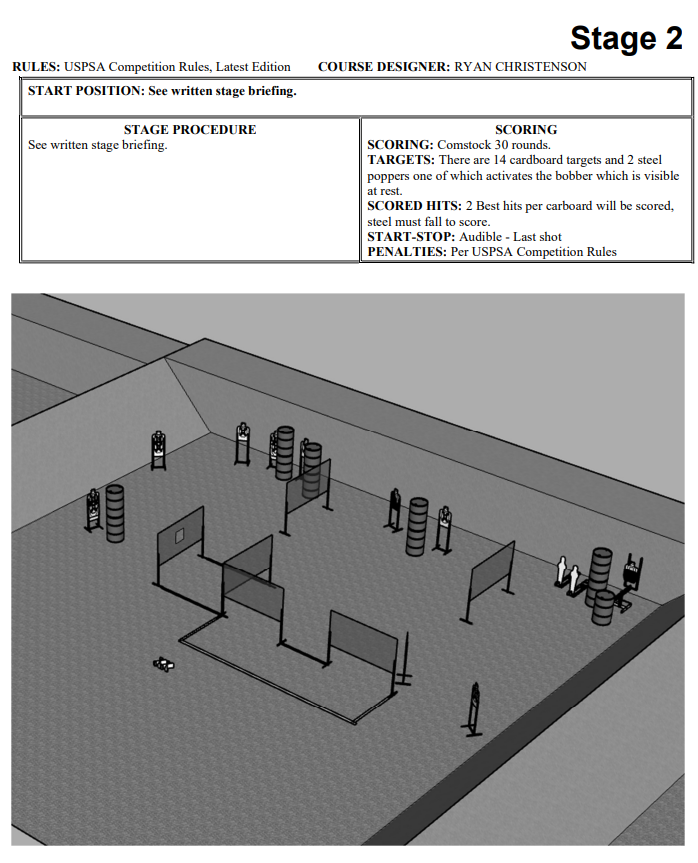 Stage 2
RULES: USPSA Competition Rules, Latest Edition COURSE DESIGNER: RYAN CHRISTENSON
START POSITION: See written stage briefing.
STAGE PROCEDURE
See written stage briefing.
SCORING
SCORING: Comstock 30 rounds.
TARGETS: There are 14 cardboard targets and 2 steel
poppers one of which activates the bobber which is visible
at rest.
SCORED HITS: 2 Best hits per carboard will be scored,
steel must fall to score.
START-STOP: Audible - Last shot
PENALTIES: Per USPSA Competition Rules